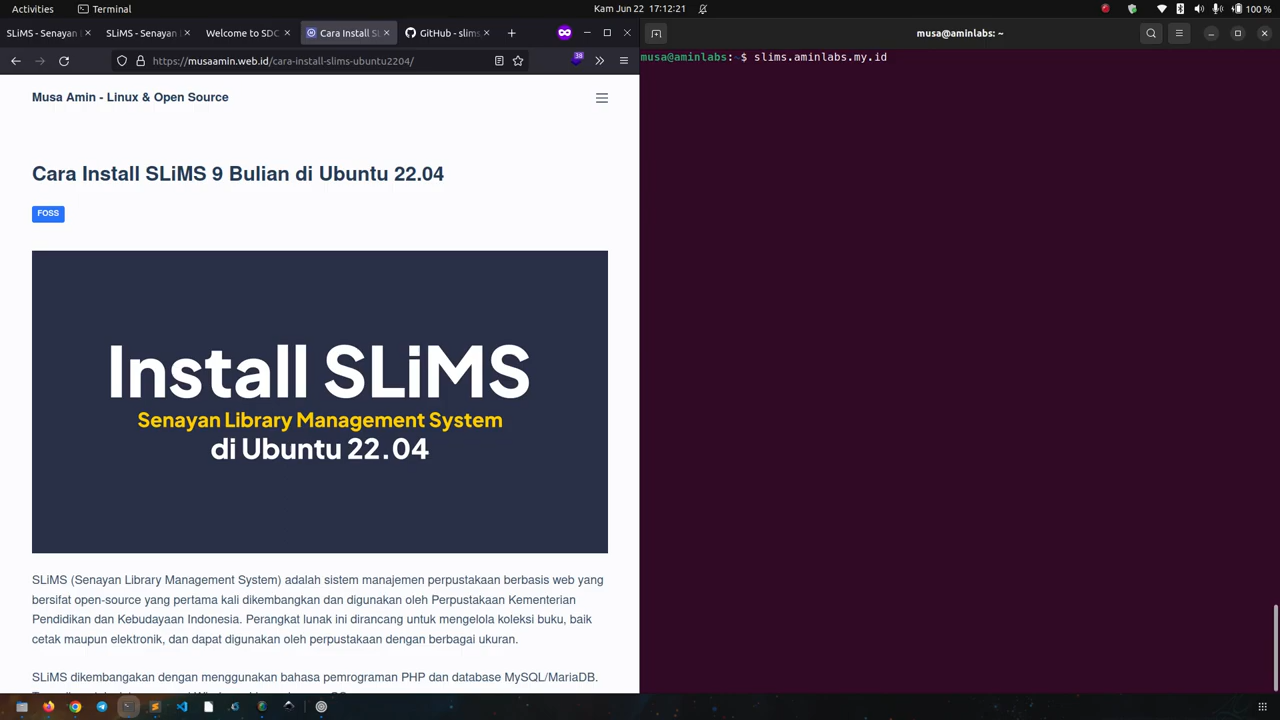 Activities
Terminal
Kam Jun 22 17:12:21
100 %
SLiMS - Senayan
SLiMS - Senayan
Welcome to SDC
Cara Install SL
GitHub - slims
https://musaamin.web.id/cara-install-slims-ubuntu2204/
38
Musa Amin - Linux & Open Source
Cara Install SLiMS 9 Bulian di Ubuntu 22.04
FOSS
Install SLiMS
Senayan Library Management System
di Ubuntu 22.04
SLiMS (Senayan Library Management System) adalah sistem manajemen perpustakaan berbasis web yang
bersifat open-source yang pertama kali dikembangkan dan digunakan oleh Perpustakaan Kementerian
Pendidikan dan Kebudayaan Indonesia. Perangkat lunak ini dirancang untuk mengelola koleksi buku, baik
cetak maupun elektronik, dan dapat digunakan oleh perpustakaan dengan berbagai ukuran.
SLiMS dikembangakan dengan menggunakan bahasa pemrograman PHP dan database MySQL/MariaDB.
musa@aminlabs: ~
musa@aminlabs:~$ slims.aminlabs.my.id